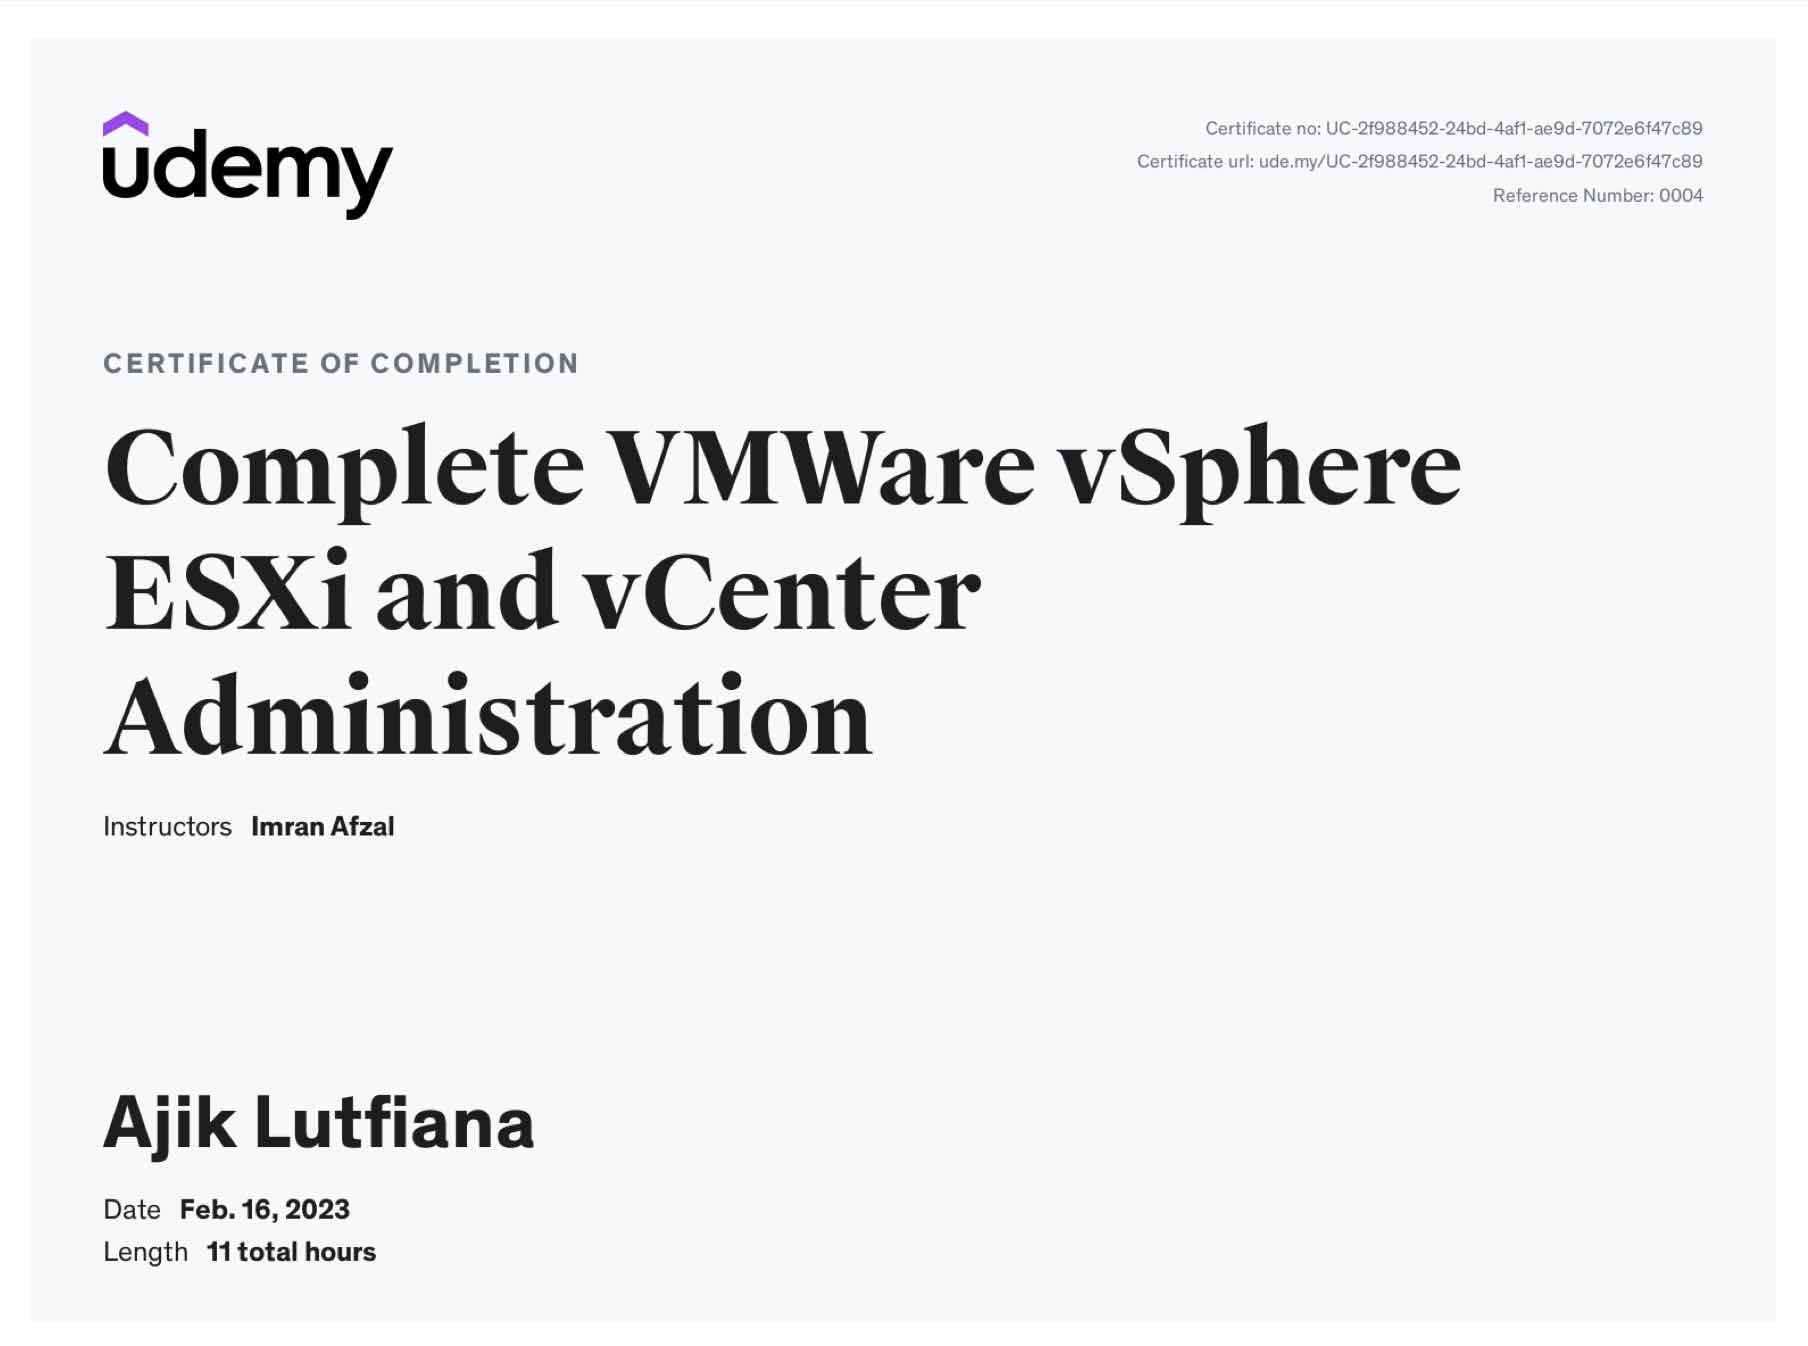 udemy
Certificate no: UC-2f988452-24bd-4af1-ae9d-7072e6f47c89
Certificate url: ude.my/UC-2f988452-24bd-4af1-ae9d-7072e6f47c89
Reference Number: 0004
CERTIFICATE OF COMPLETION
Complete VMWare vSphere
ESXi and vCenter
Administration
Instructors Imran Afzal
Ajik Lutfiana
Date Feb. 16, 2023
Length 11 total hours